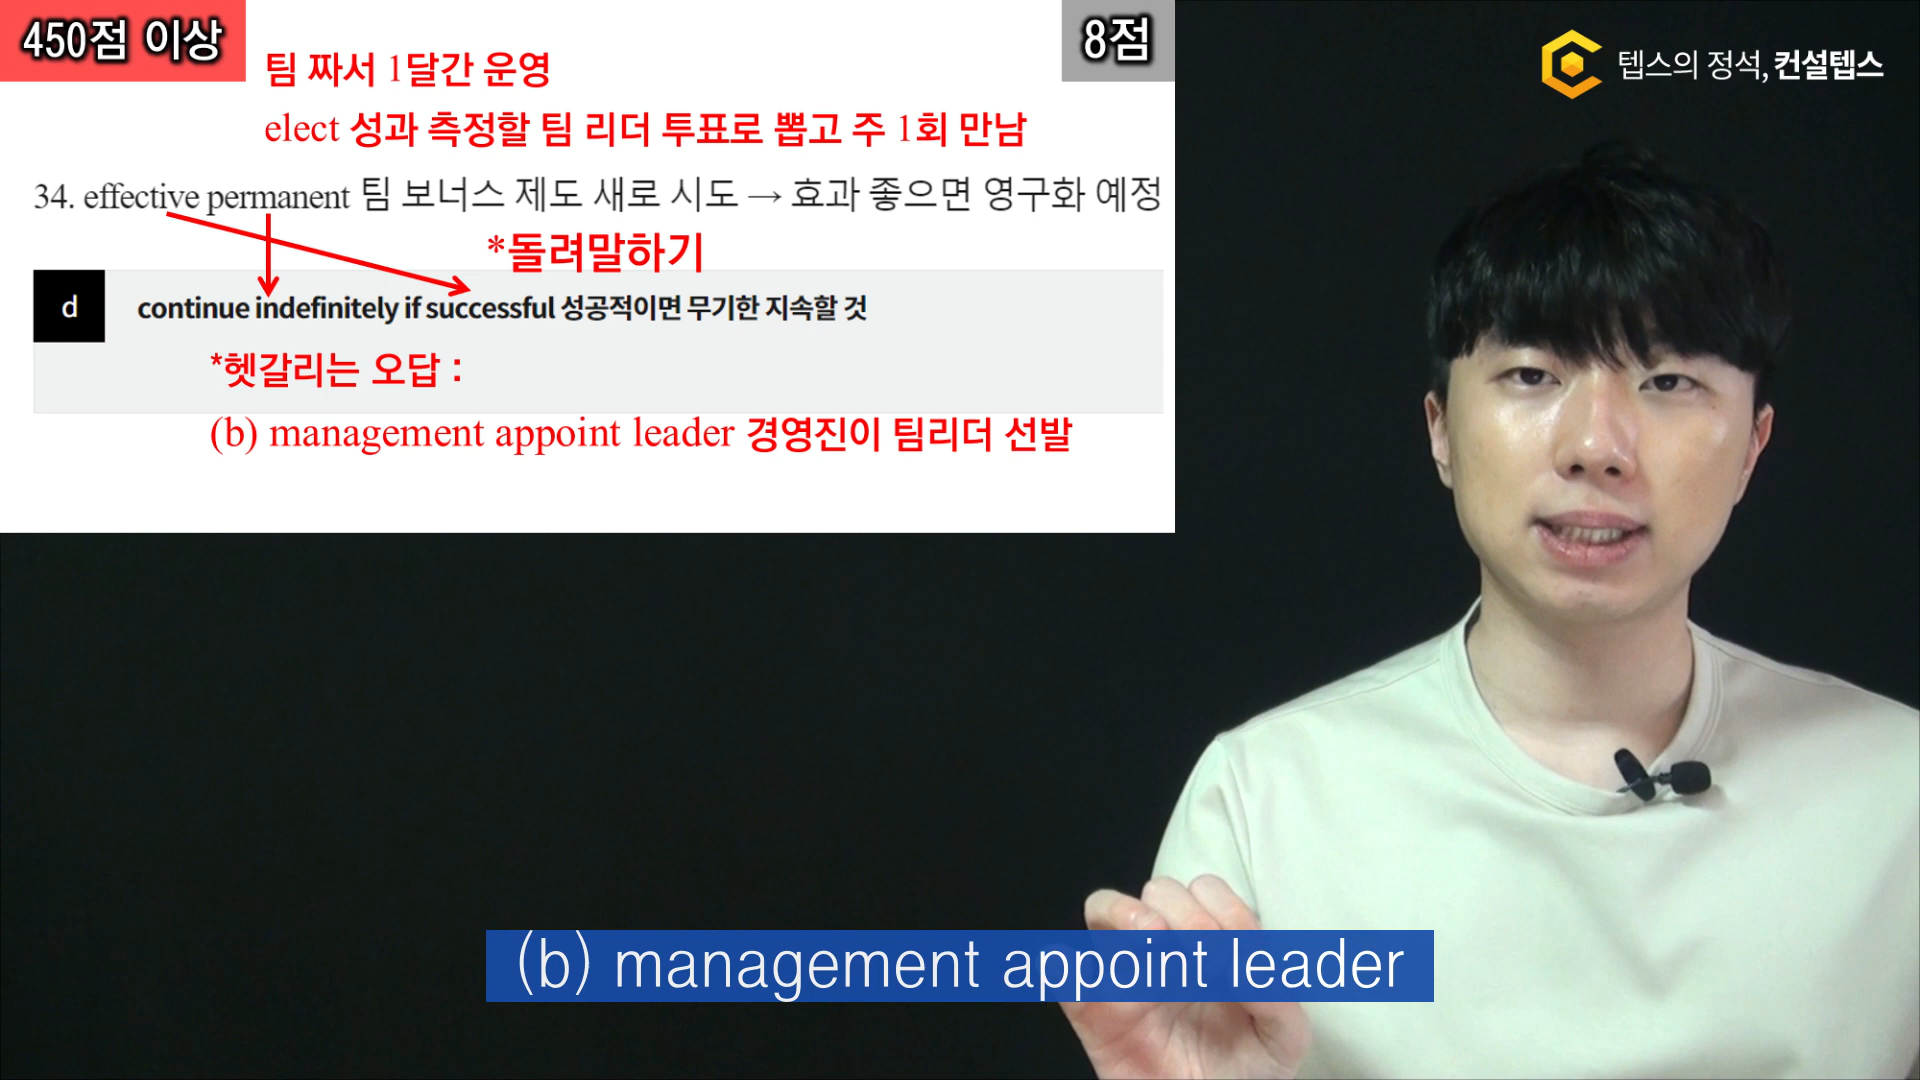 450점 이상
8점
텝스의 정석, 컨설텝스
팀 짜서 1달간 운영
elect 성과 측정할 팀 리더 투표로 뽑고 주 1회 만남
34. effective permanent 팀 보너스 제도 새로 시도 → 효과 좋으면 영구화 예정
*돌려말하기
d continue indefinitely if successful 성공적이면 무기한 지속할 것
*헷갈리는 오답 :
(b) management appoint leader 경영진이 팀리더 선발
(b) management appoint leader